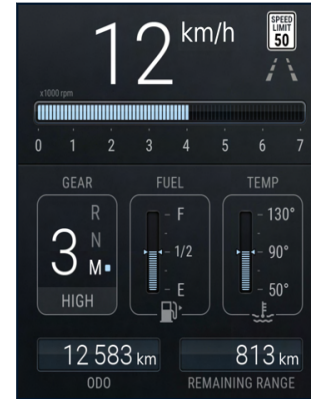 12 km/h
SPEED
LIMIT
50
x1000 rpm
0 1 2 3 4 5 6 7
GEAR
R
3 N
M
HIGH
FUEL
F
1/2
E
TEMP
130°
90°
50°
12 583 km
ODO
813 km
REMAINING RANGE